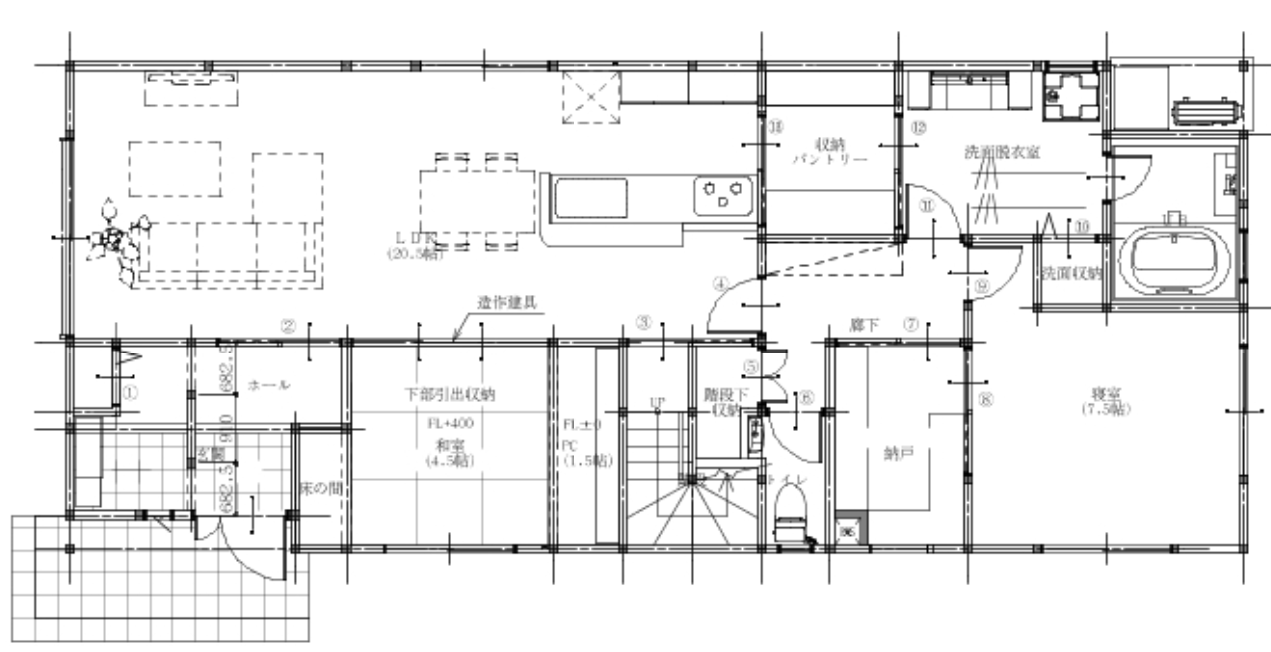 ⑬
⑫
収納
パントリー
洗面脱衣室
⑪
UB
⑩
LDK
(20.5帖)
洗面収納
④
⑨
造作建具
②
③
廊下
⑦
682.5
ホール
①
下部引出収納
⑤
階段下
収納
⑥
⑧
寝室
(7.5帖)
UP
FL+400
和室
(4.5帖)
FL±0
PC
(1.5帖)
玄関
910
納戸
682.5
床の間
トイレ